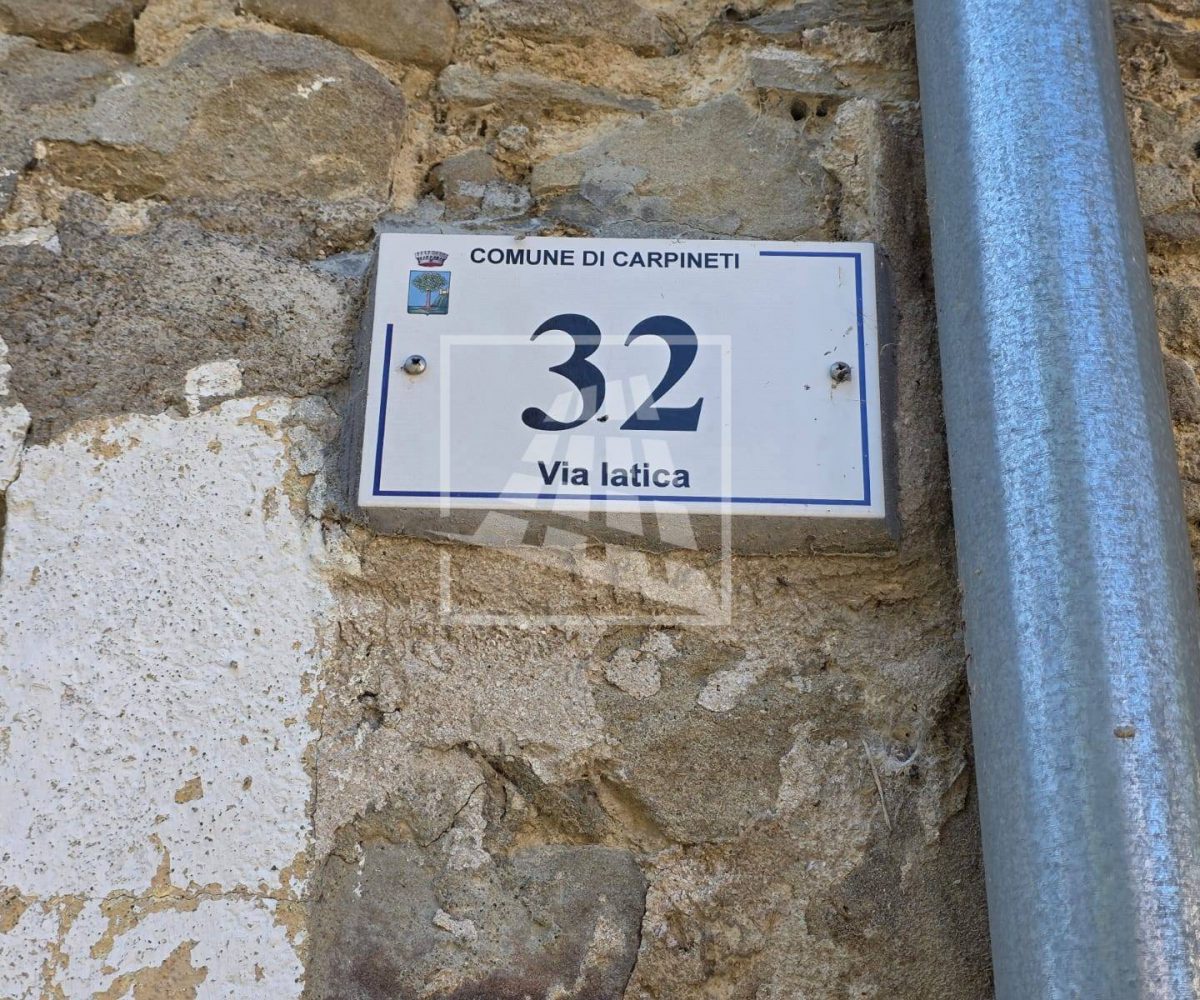 COMUNE DI CARPINETI
32
Via Iatica